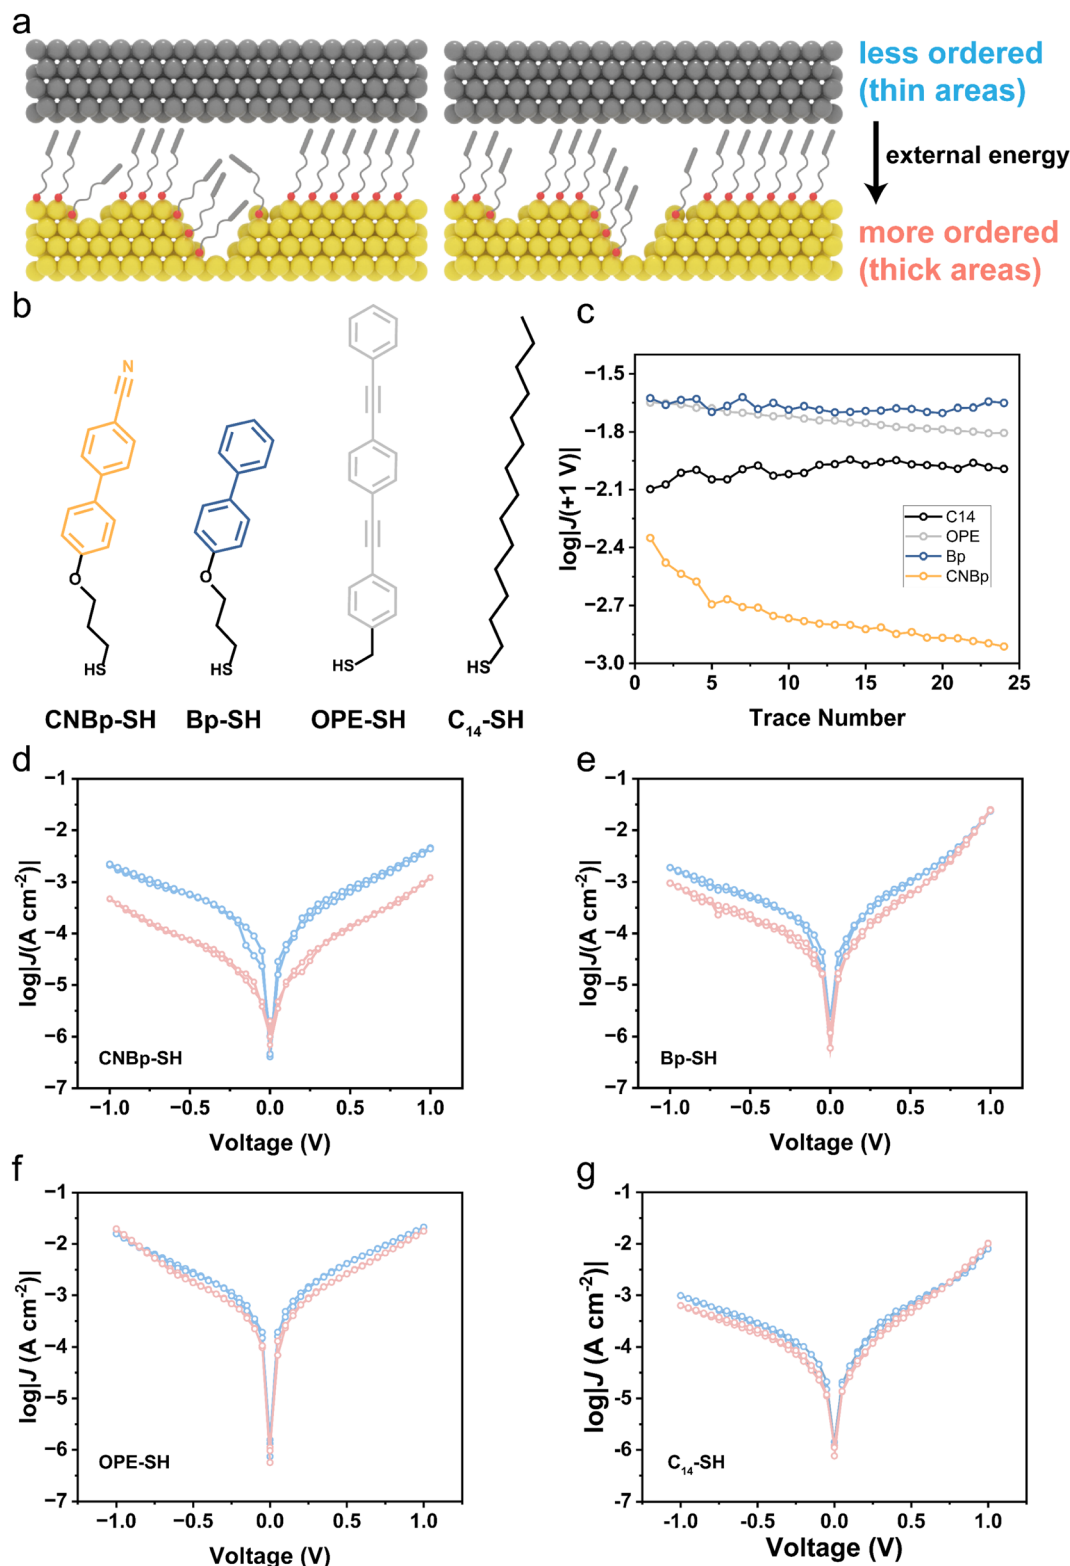 a
less ordered
(thin areas)
external energy
more ordered
(thick areas)
b
N
O
HS
CNBp-SH
O
HS
Bp-SH
HS
OPE-SH
HS
C₁₄-SH
c
log|J(+1 V)|
−1.5
−1.8
−2.1
−2.4
−2.7
−3.0
C14
OPE
Bp
CNBp
0 5 10 15 20 25
Trace Number
d
log|J(A cm⁻²)|
−1
−2
−3
−4
−5
−6
−7
CNBp-SH
−1.0 −0.5 0.0 0.5 1.0
Voltage (V)
e
log|J(A cm⁻²)|
−1
−2
−3
−4
−5
−6
−7
Bp-SH
−1.0 −0.5 0.0 0.5 1.0
Voltage (V)
f
log|J (A cm⁻²)|
−1
−2
−3
−4
−5
−6
−7
OPE-SH
−1.0 −0.5 0.0 0.5 1.0
Voltage (V)
g
log|J (A cm⁻²)|
-1
-2
-3
-4
-5
-6
-7
C₁₄-SH
-1.0 -0.5 0.0 0.5 1.0
Voltage (V)